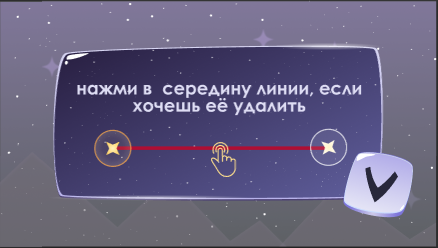 нажми в середину линии, если
хочешь её удалить